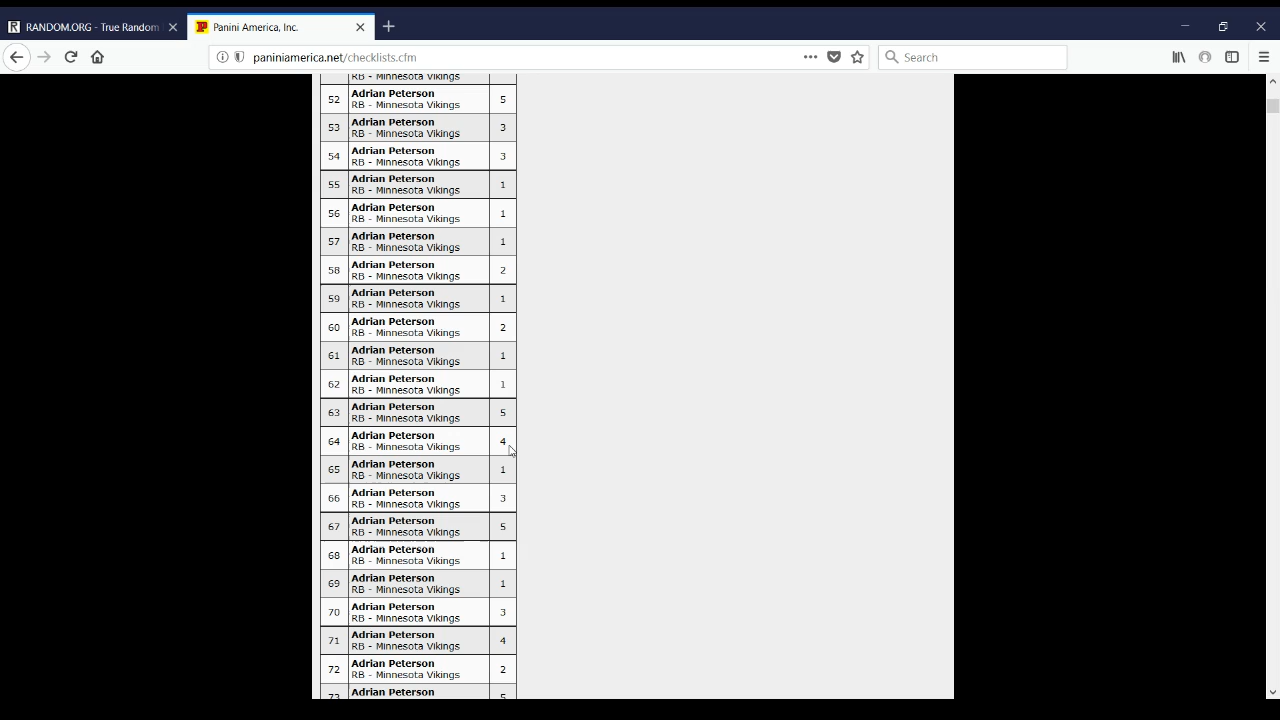 RANDOM.ORG - True Random
Panini America, Inc.
paniniamerica.net/checklists.cfm
Search
RB - Minnesota Vikings
52 Adrian Peterson 5
RB - Minnesota Vikings
53 Adrian Peterson 3
RB - Minnesota Vikings
54 Adrian Peterson 3
RB - Minnesota Vikings
55 Adrian Peterson 1
RB - Minnesota Vikings
56 Adrian Peterson 1
RB - Minnesota Vikings
57 Adrian Peterson 1
RB - Minnesota Vikings
58 Adrian Peterson 2
RB - Minnesota Vikings
59 Adrian Peterson 1
RB - Minnesota Vikings
60 Adrian Peterson 2
RB - Minnesota Vikings
61 Adrian Peterson 1
RB - Minnesota Vikings
62 Adrian Peterson 1
RB - Minnesota Vikings
63 Adrian Peterson 5
RB - Minnesota Vikings
64 Adrian Peterson 4
RB - Minnesota Vikings
65 Adrian Peterson 1
RB - Minnesota Vikings
66 Adrian Peterson 3
RB - Minnesota Vikings
67 Adrian Peterson 5
RB - Minnesota Vikings
68 Adrian Peterson 1
RB - Minnesota Vikings
69 Adrian Peterson 1
RB - Minnesota Vikings
70 Adrian Peterson 3
RB - Minnesota Vikings
71 Adrian Peterson 4
RB - Minnesota Vikings
72 Adrian Peterson 2
RB - Minnesota Vikings
73 Adrian Peterson 5